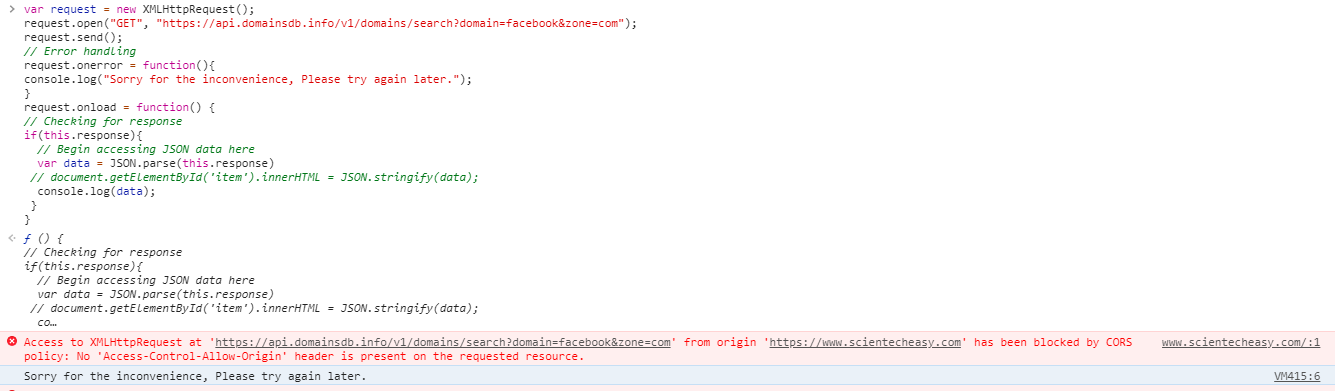 var request = new XMLHttpRequest();
request.open("GET", "https://api.domainsdb.info/v1/domains/search?domain=facebook&zone=com");
request.send();
// Error handling
request.onerror = function(){
console.log("Sorry for the inconvenience, Please try again later.");
}
request.onload = function() {
// Checking for response
if(this.response){
// Begin accessing JSON data here
var data = JSON.parse(this.response)
// document.getElementById('item').innerHTML = JSON.stringify(data);
console.log(data);
}
}
ƒ () {
// Checking for response
if(this.response){
// Begin accessing JSON data here
var data = JSON.parse(this.response)
// document.getElementById('item').innerHTML = JSON.stringify(data);
co…
Access to XMLHttpRequest at 'https://api.domainsdb.info/v1/domains/search?domain=facebook&zone=com' from origin 'https://www.scientecheasy.com' has been blocked by CORS www.scientecheasy.com/:1
policy: No 'Access-Control-Allow-Origin' header is present on the requested resource.
Sorry for the inconvenience, Please try again later. VM415:6